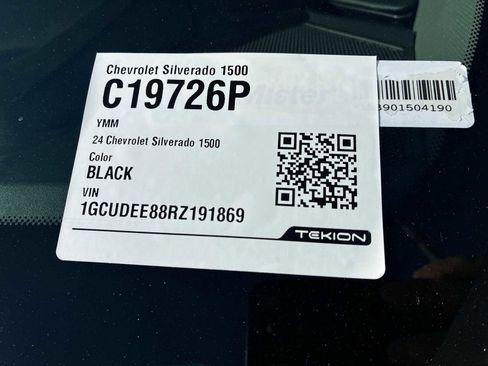 Chevrolet Silverado 1500
C19726P
YMM
24 Chevrolet Silverado 1500
Color
BLACK
VIN
1GCUDEE88RZ191869
TEKION
3901504190